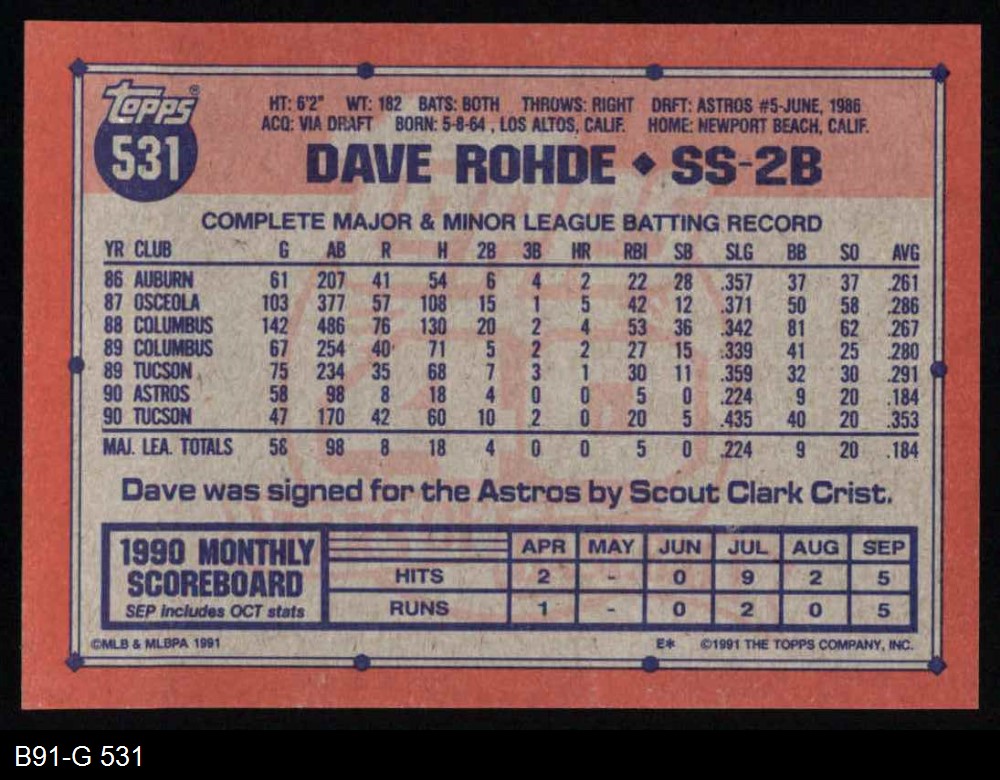 Topps®
531
HT: 6'2" WT: 182 BATS: BOTH THROWS: RIGHT DRFT: ASTROS #5-JUNE, 1986
ACQ: VIA DRAFT BORN: 5-8-64, LOS ALTOS, CALIF. HOME: NEWPORT BEACH, CALIF.
DAVE ROHDE ◆ SS-2B
COMPLETE MAJOR & MINOR LEAGUE BATTING RECORD
YR CLUB G AB R H 2B 3B HR RBI SB SLG BB SO AVG
86 AUBURN 61 207 41 54 6 4 2 22 28 .357 37 37 .261
87 OSCEOLA 103 377 57 108 15 1 5 42 12 .371 50 58 .286
88 COLUMBUS 142 486 76 130 20 2 4 53 36 .342 81 62 .267
89 COLUMBUS 67 254 40 71 5 2 2 27 15 .339 41 25 .280
89 TUCSON 75 234 35 68 7 3 1 30 11 .359 32 30 .291
90 ASTROS 58 98 8 18 4 0 0 5 0 .224 9 20 .184
90 TUCSON 47 170 42 60 10 2 0 20 5 .435 40 20 .353
MAJ. LEA. TOTALS 58 98 8 18 4 0 0 5 0 .224 9 20 .184
Dave was signed for the Astros by Scout Clark Crist.
1990 MONTHLY SCOREBOARD
SEP includes OCT stats
APR MAY JUN JUL AUG SEP
HITS 2 - 0 9 2 5
RUNS 1 - 0 2 0 5
©MLB & MLBPA 1991 E* ©1991 THE TOPPS COMPANY, INC.
B91-G 531